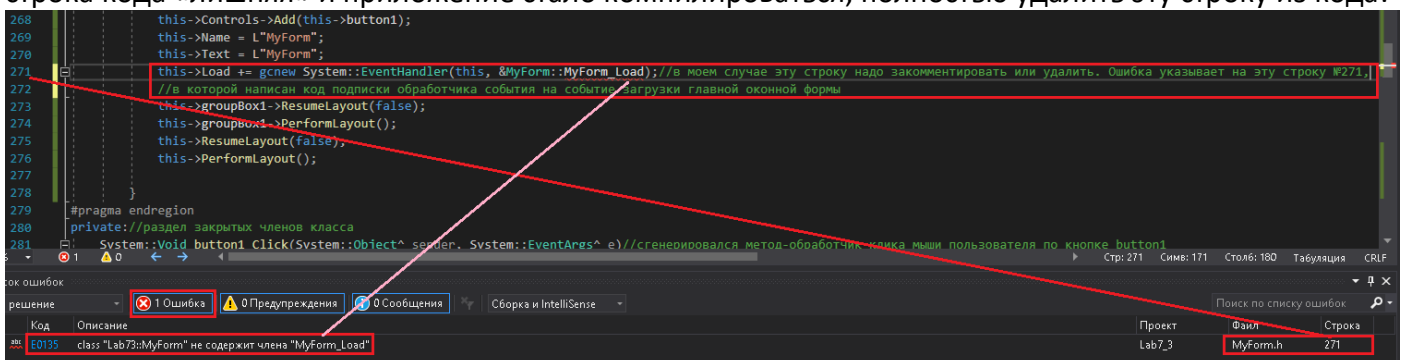 строка кода «лишняя» и приложение стало компилироваться, полностью удалить эту строку из кода.
268 this->Controls->Add(this->button1);
269 this->Name = L"MyForm";
270 this->Text = L"MyForm";
271 this->Load += gcnew System::EventHandler(this, &MyForm::MyForm_Load);//в моем случае эту строку надо закомментировать или удалить. Ошибка указывает на эту строку №271,
272 //в которой написан код подписки обработчика события на событие загрузки главной оконной формы
273 this->groupBox1->ResumeLayout(false);
274 this->groupBox1->PerformLayout();
275 this->ResumeLayout(false);
276 this->PerformLayout();
277
278 }
279 #pragma endregion
280 private://раздел закрытых членов класса
281 System::Void button1_Click(System::Object^ sender, System::EventArgs^ e)//сгенерировался метод-обработчик клика мыши пользователя по кнопке button1
1 0 Стр: 271 Симв: 171 Столб: 180 Табуляция CRLF
ок ошибок
решение 1 Ошибка 0 Предупреждения 0 Сообщения Сборка и IntelliSense Поиск по списку ошибок
Код Описание Проект Файл Строка
abc E0135 class "Lab73::MyForm" не содержит члена "MyForm_Load" Lab7_3 MyForm.h 271